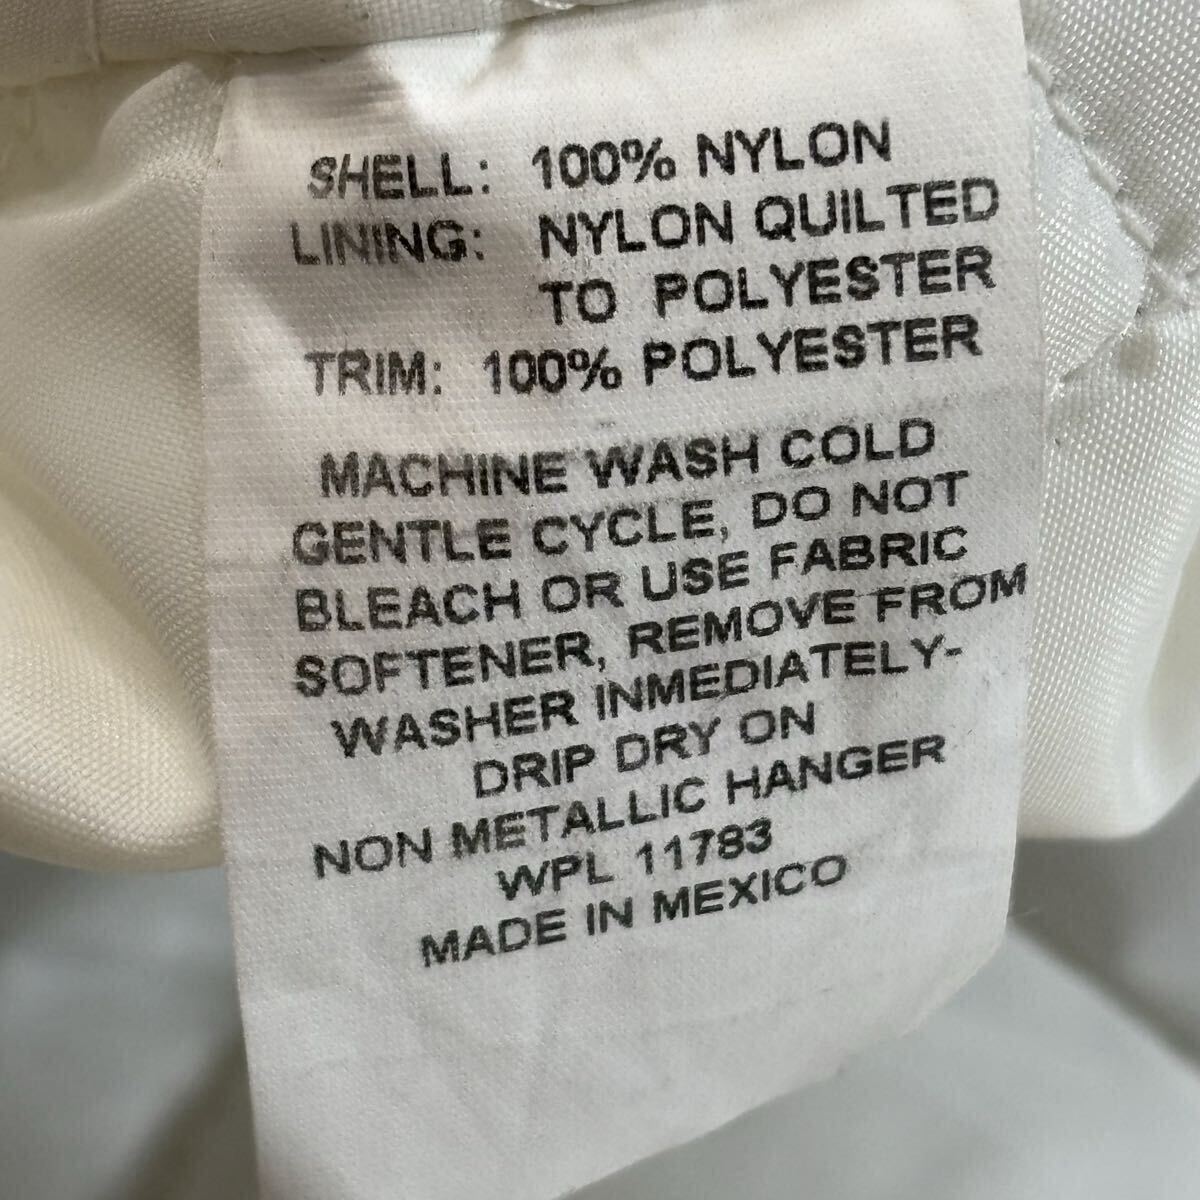 SHELL: 100% NYLON
LINING: NYLON QUILTED
TO POLYESTER
TRIM: 100% POLYESTER
MACHINE WASH COLD
GENTLE CYCLE, DO NOT
BLEACH OR USE FABRIC
SOFTENER, REMOVE FROM
WASHER INMEDIATELY-
DRIP DRY ON
NON METALLIC HANGER
WPL 11783
MADE IN MEXICO